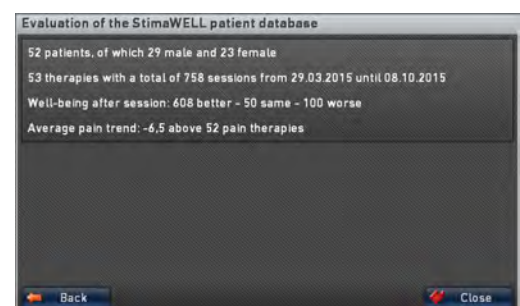 Evaluation of the StimaWELL patient database
52 patients, of which 29 male and 23 female
53 therapies with a total of 758 sessions from 29.03.2015 until 08.10.2015
Well-being after session: 608 better - 50 same - 100 worse
Average pain trend: -6,5 above 52 pain therapies
Back
Close